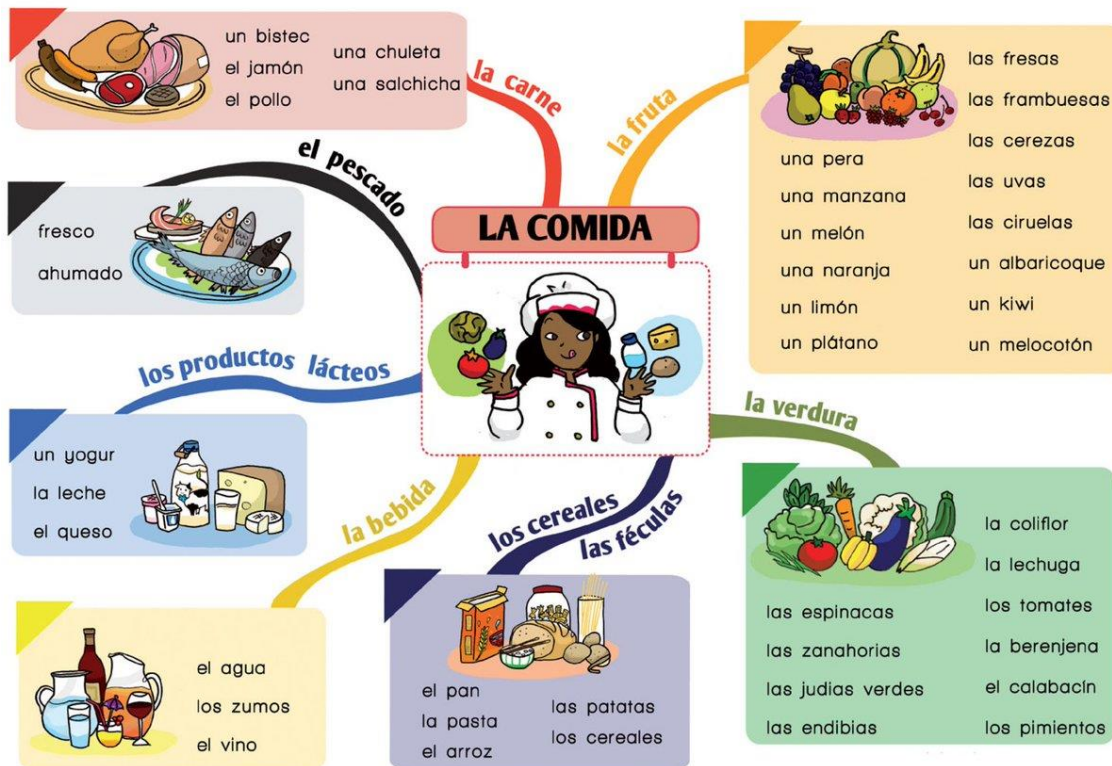 LA COMIDA
la carne
un bistec
el jamón
el pollo
una chuleta
una salchicha
el pescado
fresco
ahumado
los productos lácteos
un yogur
la leche
el queso
la bebida
el agua
los zumos
el vino
los cereales
las féculas
el pan
la pasta
el arroz
las patatas
los cereales
la verdura
las espinacas
las zanahorias
las judias verdes
las endibias
la coliflor
la lechuga
los tomates
la berenjena
el calabacín
los pimientos
la fruta
una pera
una manzana
un melón
una naranja
un limón
un plátano
las fresas
las frambuesas
las cerezas
las uvas
las ciruelas
un albaricoque
un kiwi
un melocotón